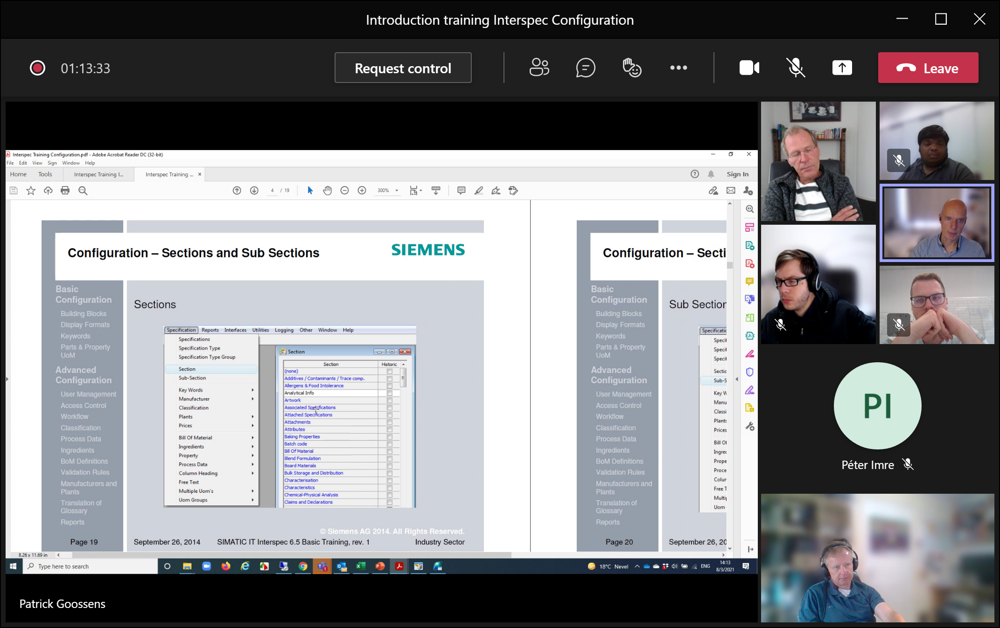 Introduction training Interspec Configuration
01:13:33
Request control
Leave
Interspec Training Configuration.pdf - Adobe Acrobat Reader DC (32-bit)
File Edit View Sign Window Help
Home Tools Interspec Training I... Interspec Training ... × Sign In
4 / 19 300%
Configuration – Sections and Sub Sections
SIEMENS
Basic
Configuration
Building Blocks
Display Formats
Keywords
Parts & Property
UoM
Advanced
Configuration
User Management
Access Control
Workflow
Classification
Process Data
Ingredients
BoM Definitions
Validation Rules
Manufacturers and
Plants
Translation of
Glossary
Reports
Page 19
Sections
Specification Reports Interfaces Utilities Logging Other Window Help
Specifications
Specification Type
Specification Type Group
Section
Sub-Section
Key Words
Manufacturer
Classification
Plants
Prices
Bill Of Material
Ingredients
Property
Process Data
Column Heading
Free Text
Multiple Uom's
Uom Groups
Section
Section Historic
(none)
Additives / Contaminants / Trace comp.
Allergens & Food Intolerance
Analytical Info
Artwork
Associated Specifications
Attached Specifications
Attachments
Attributes
Baking Properties
Batch code
Bill Of Material
Blend Formulation
Board Materials
Bulk Storage and Distribution
Characterisation
Characteristics
Chemical-Physical Analysis
Claims and Declarations
© Siemens AG 2014. All Rights Reserved.
September 26, 2014 SIMATIC IT Interspec 6.5 Basic Training, rev. 1 Industry Sector
Configuration – Secti
Basic
Configuration
Building Blocks
Display Formats
Keywords
Parts & Property
UoM
Advanced
Configuration
User Management
Access Control
Workflow
Classification
Process Data
Ingredients
BoM Definitions
Validation Rules
Manufacturers and
Plants
Translation of
Glossary
Reports
Page 20
Sub Section
Specificatio
Specif
Specif
Specif
Sectic
Sub-S
Key W
Manu
Classi
Plants
Prices
Bill Of
Ingred
Prope
Proce
Colur
Free T
Multip
Uom
September 26, 20
8.26 x 11.69 in
Type here to search
18°C Nevel
ENG
14:13
8/3/2021
Patrick Goossens
PI
Péter Imre